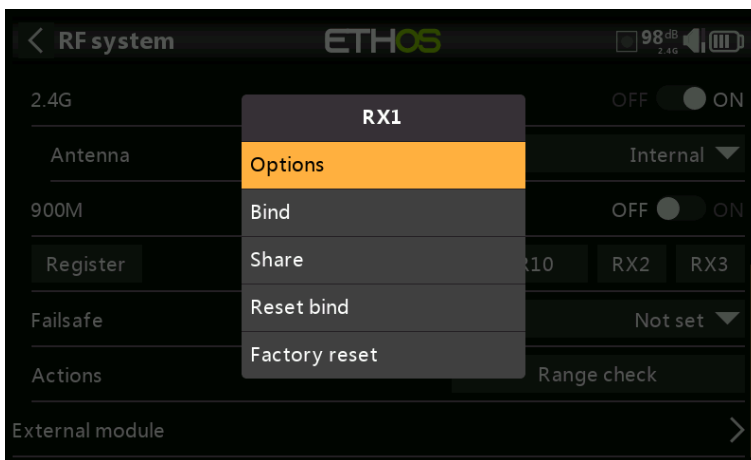 RF system ETHOS 98dB 2.4G
2.4G OFF ON
RX1
Antenna Internal
Options
900M OFF ON
Bind
Register R10 RX2 RX3
Share
Failsafe Not set
Reset bind
Factory reset
Actions Range check
External module